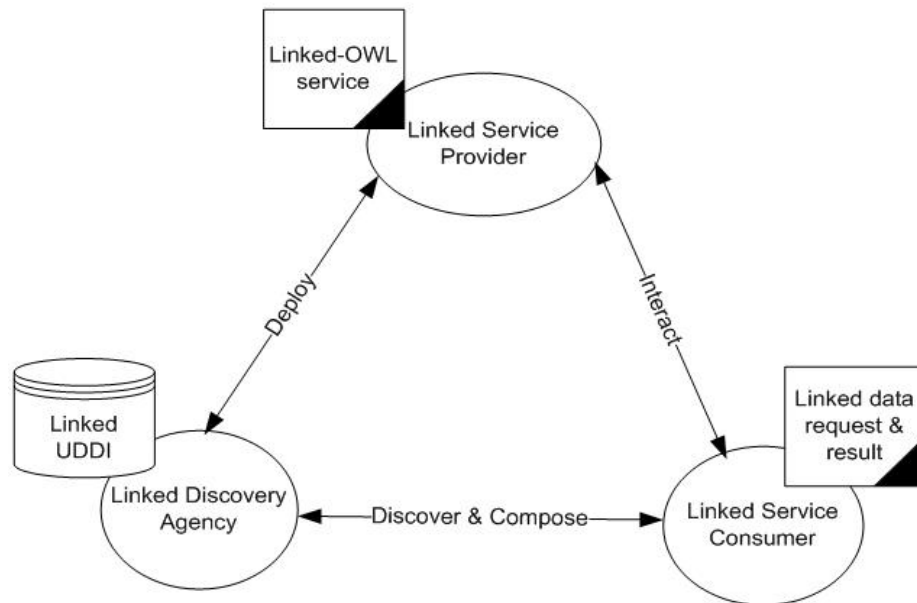 Linked-OWL
service
Linked Service
Provider
Deploy
Interact
Linked
UDDI
Linked data
request &
result
Linked Discovery
Agency
Discover & Compose
Linked Service
Consumer